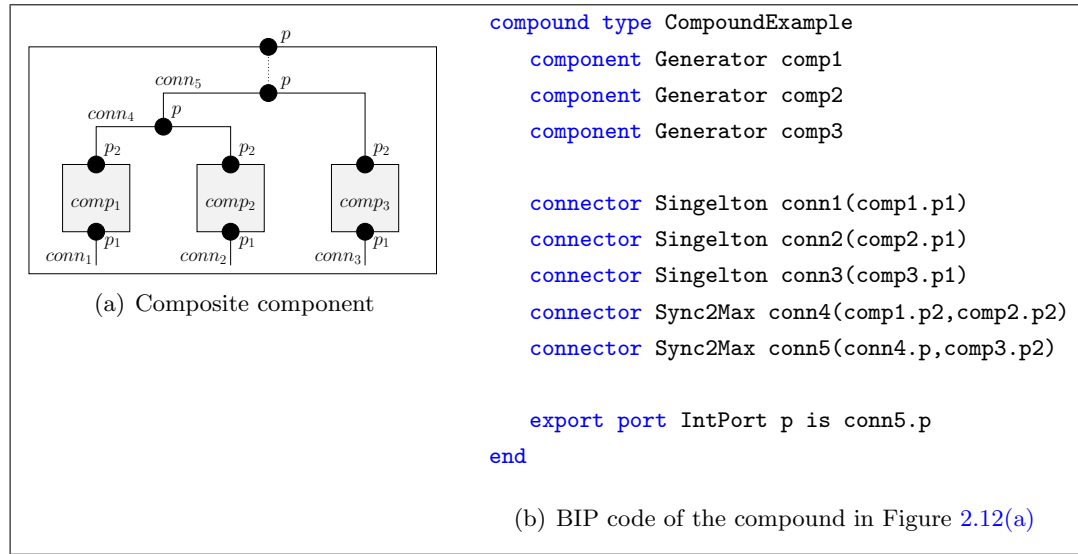 p
conn5 p
conn4 p
p2 p2 p2
comp1 comp2 comp3
p1 p1 p1
conn1 conn2 conn3
(a) Composite component
compound type CompoundExample
component Generator comp1
component Generator comp2
component Generator comp3
connector Singelton conn1(comp1.p1)
connector Singelton conn2(comp2.p1)
connector Singelton conn3(comp3.p1)
connector Sync2Max conn4(comp1.p2,comp2.p2)
connector Sync2Max conn5(conn4.p,comp3.p2)
export port IntPort p is conn5.p
end
(b) BIP code of the compound in Figure 2.12(a)